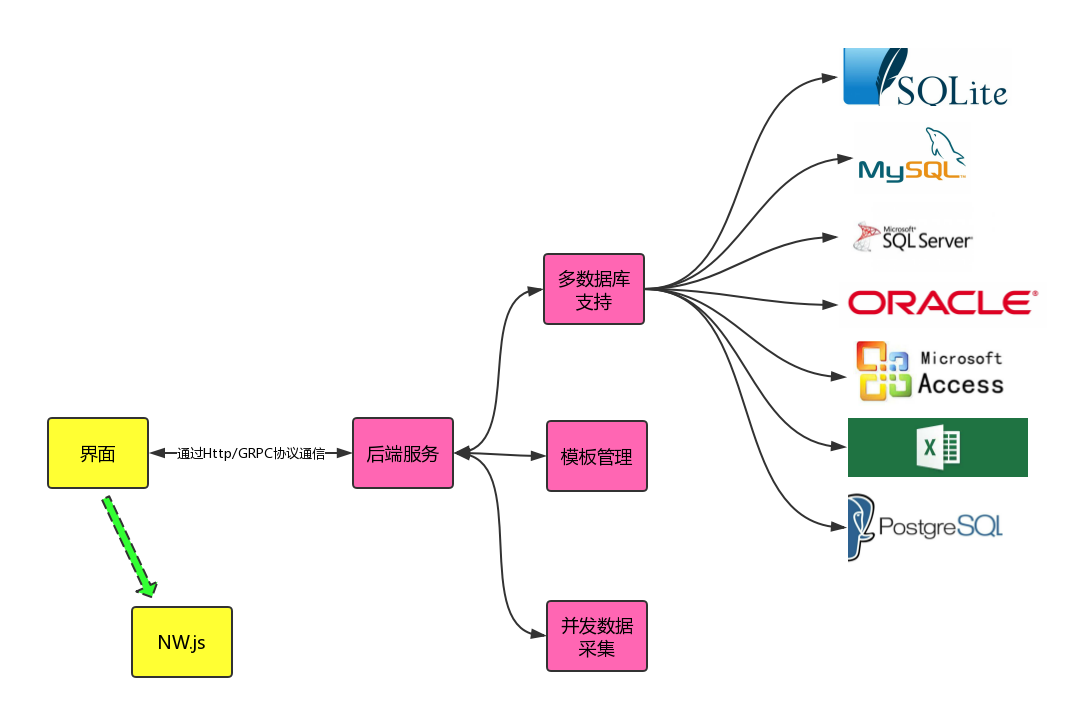 SQLite
MySQL™
Microsoft®
SQL Server®
多数据库
支持
ORACLE®
Microsoft
Access
界面
通过Http/GRPC协议通信
后端服务
模板管理
X
PostgreSQL
NW.js
并发数据
采集